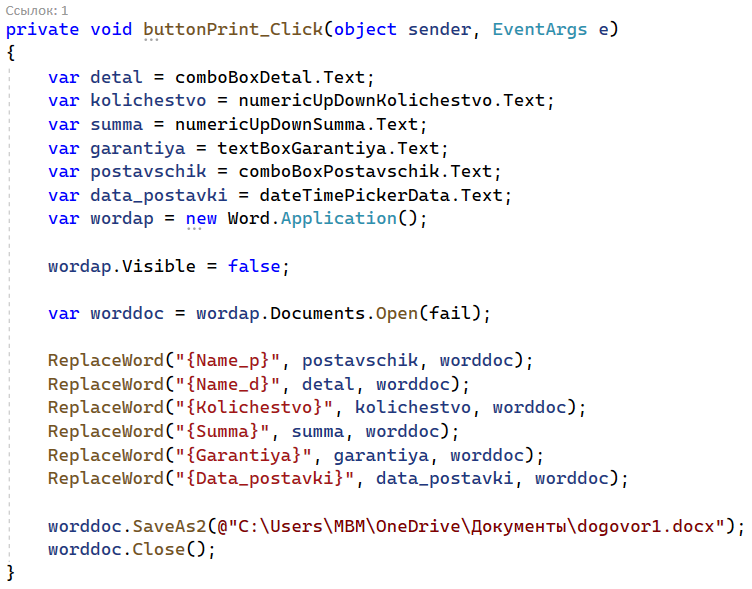 Ссылок: 1
private void buttonPrint_Click(object sender, EventArgs e)
{
    var detal = comboBoxDetal.Text;
    var kolichestvo = numericUpDownKolichestvo.Text;
    var summa = numericUpDownSumma.Text;
    var garantiya = textBoxGarantiya.Text;
    var postavschik = comboBoxPostavschik.Text;
    var data_postavki = dateTimePickerData.Text;
    var wordap = new Word.Application();

    wordap.Visible = false;

    var worddoc = wordap.Documents.Open(fail);

    ReplaceWord("{Name_p}", postavschik, worddoc);
    ReplaceWord("{Name_d}", detal, worddoc);
    ReplaceWord("{Kolichestvo}", kolichestvo, worddoc);
    ReplaceWord("{Summa}", summa, worddoc);
    ReplaceWord("{Garantiya}", garantiya, worddoc);
    ReplaceWord("{Data_postavki}", data_postavki, worddoc);

    worddoc.SaveAs2(@"C:\Users\MBM\OneDrive\Документы\dogovor1.docx");
    worddoc.Close();
}